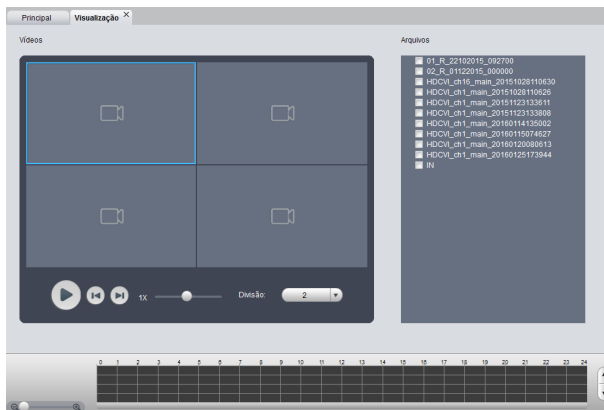 Principal
Visualização ×
Vídeos
Arquivos
01_R_22102015_092700
02_R_01122015_000000
HDCVI_ch16_main_20151028110630
HDCVI_ch1_main_20151028110626
HDCVI_ch1_main_20151123133611
HDCVI_ch1_main_20151123133808
HDCVI_ch1_main_20160114135002
HDCVI_ch1_main_20160115074627
HDCVI_ch1_main_20160120080613
HDCVI_ch1_main_20160125173944
IN
1X
Divisão:
2
0 1 2 3 4 5 6 7 8 9 10 11 12 13 14 15 16 17 18 19 20 21 22 23 24